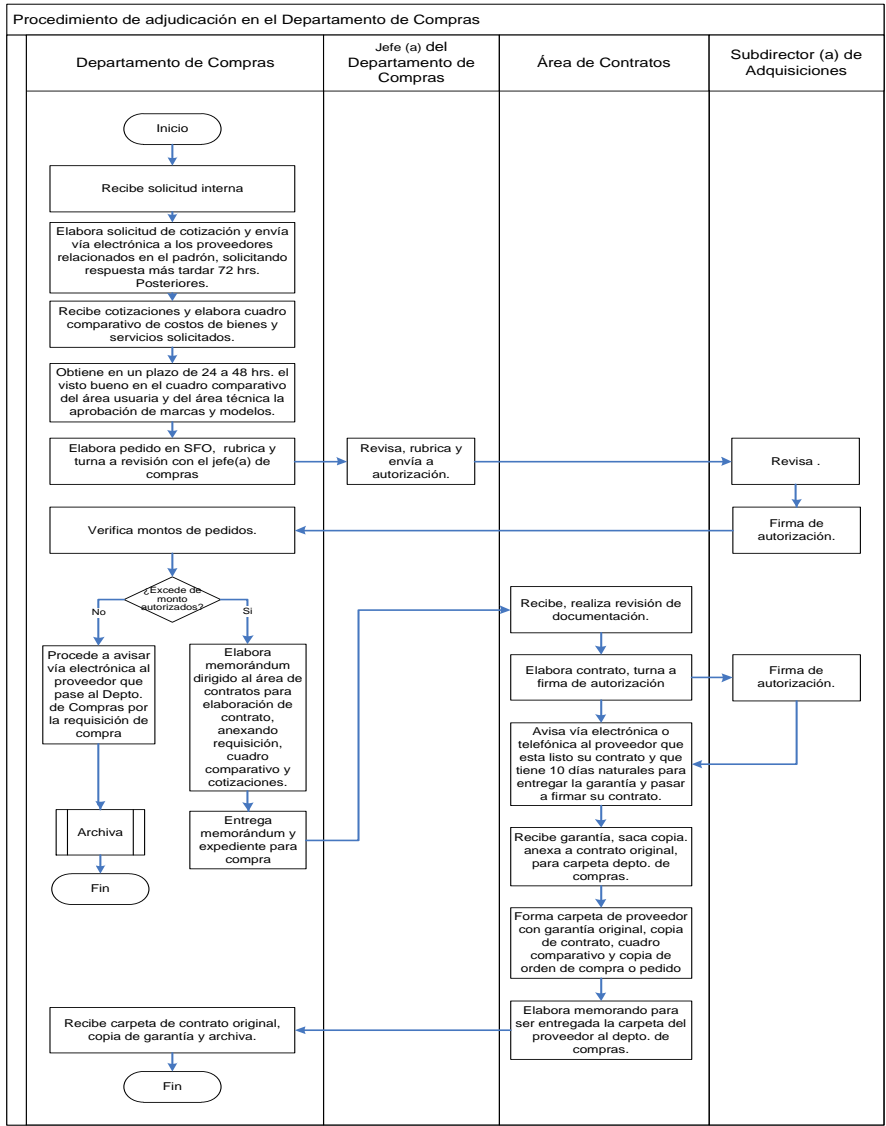 Procedimiento de adjudicación en el Departamento de Compras
Departamento de Compras
Jefe (a) del
Departamento de
Compras
Área de Contratos
Subdirector (a) de
Adquisiciones
Inicio
Recibe solicitud interna
Elabora solicitud de cotización y envía
vía electrónica a los proveedores
relacionados en el padrón, solicitando
respuesta más tardar 72 hrs.
Posteriores.
Recibe cotizaciones y elabora cuadro
comparativo de costos de bienes y
servicios solicitados.
Obtiene en un plazo de 24 a 48 hrs. el
visto bueno en el cuadro comparativo
del área usuaria y del área técnica la
aprobación de marcas y modelos.
Elabora pedido en SFO, rubrica y
turna a revisión con el jefe(a) de
compras
Revisa, rubrica y
envía a
autorización.
Revisa .
Firma de
autorización.
Verifica montos de pedidos.
¿Excede de
monto
autorizados?
No
Si
Procede a avisar
vía electrónica al
proveedor que
pase al Depto.
de Compras por
la requisición de
compra
Archiva
Fin
Elabora
memorándum
dirigido al área de
contratos para
elaboración de
contrato,
anexando
requisición,
cuadro
comparativo y
cotizaciones.
Entrega
memorándum y
expediente para
compra
Recibe, realiza revisión de
documentación.
Elabora contrato, turna a
firma de autorización
Firma de
autorización.
Avisa vía electrónica o
telefónica al proveedor que
esta listo su contrato y que
tiene 10 días naturales para
entregar la garantía y pasar
a firmar su contrato.
Recibe garantía, saca copia.
anexa a contrato original,
para carpeta depto. de
compras.
Forma carpeta de proveedor
con garantía original, copia
de contrato, cuadro
comparativo y copia de
orden de compra o pedido
Elabora memorando para
ser entregada la carpeta del
proveedor al depto. de
compras.
Recibe carpeta de contrato original,
copia de garantía y archiva.
Fin